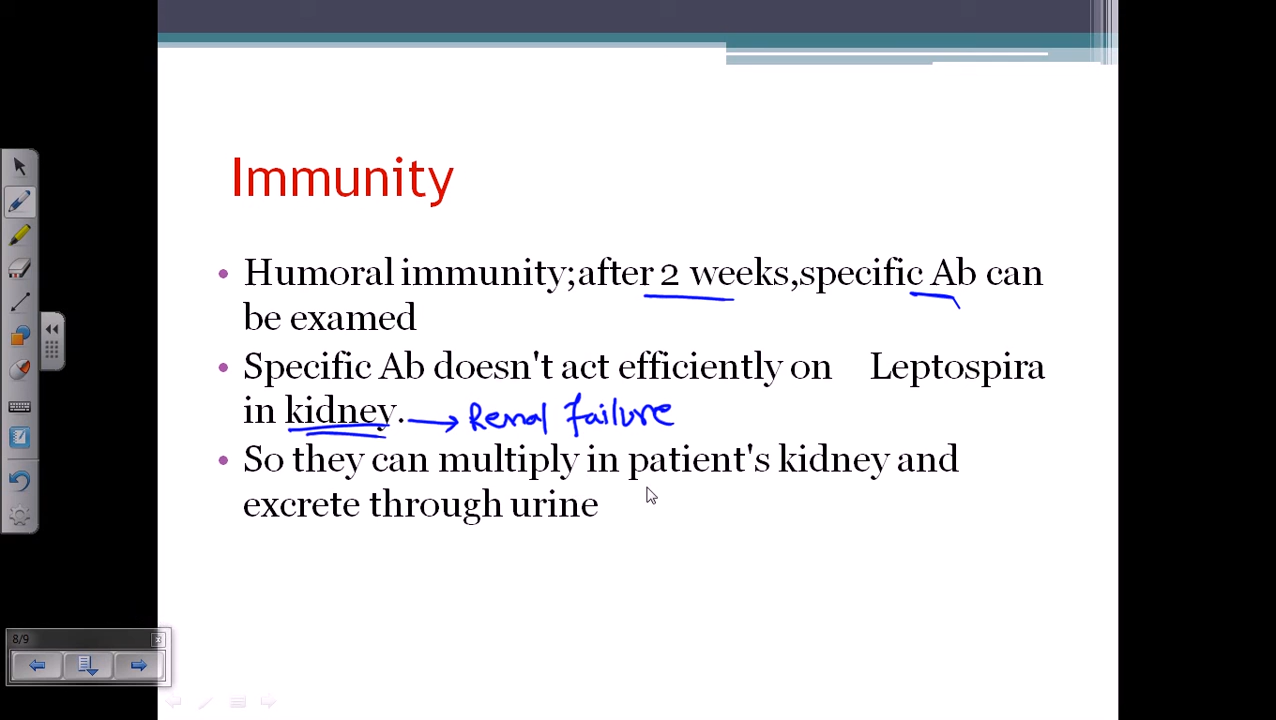 Immunity
• Humoral immunity;after 2 weeks,specific Ab can
be examed
• Specific Ab doesn't act efficiently on Leptospira
in kidney. → Renal failure
• So they can multiply in patient's kidney and
excrete through urine
8/9